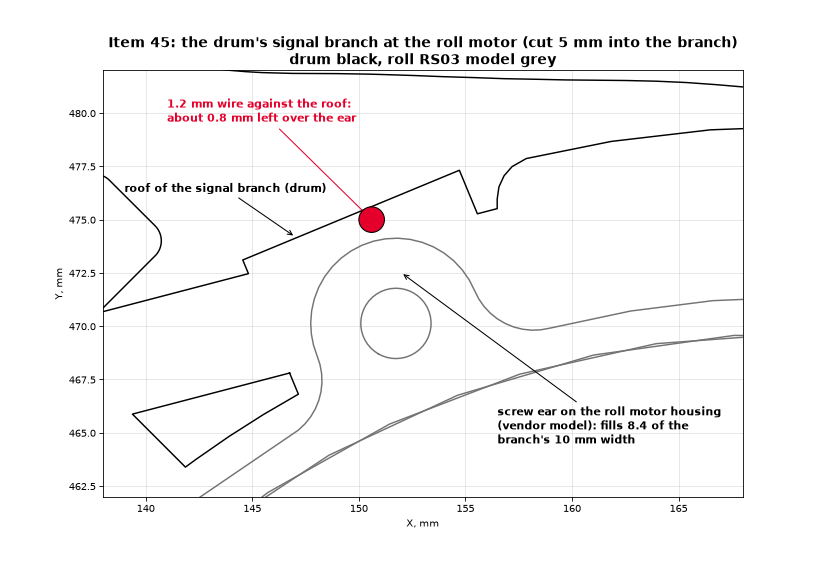 Item 45: the drum's signal branch at the roll motor (cut 5 mm into the branch)
drum black, roll RS03 model grey
1.2 mm wire against the roof:
about 0.8 mm left over the ear
roof of the signal branch (drum)
screw ear on the roll motor housing
(vendor model): fills 8.4 of the
branch's 10 mm width
Y, mm
480.0
477.5
475.0
472.5
470.0
467.5
465.0
462.5
140 145 150 155 160 165
X, mm